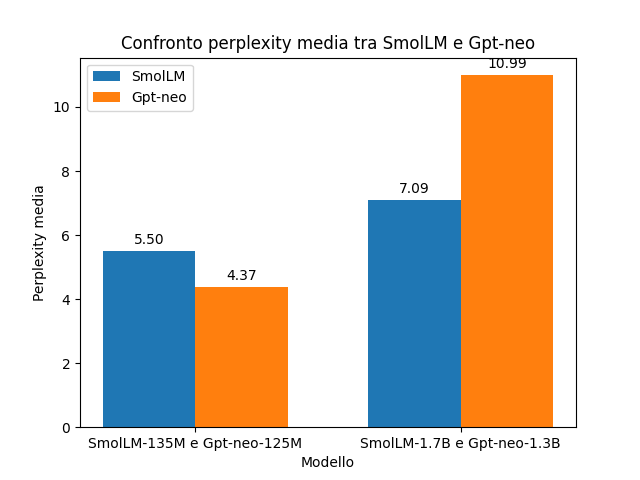 Confronto perplexity media tra SmolLM e Gpt-neo
SmolLM
Gpt-neo
Perplexity media
10
8
6
4
2
0
5.50
4.37
7.09
10.99
SmolLM-135M e Gpt-neo-125M
SmolLM-1.7B e Gpt-neo-1.3B
Modello